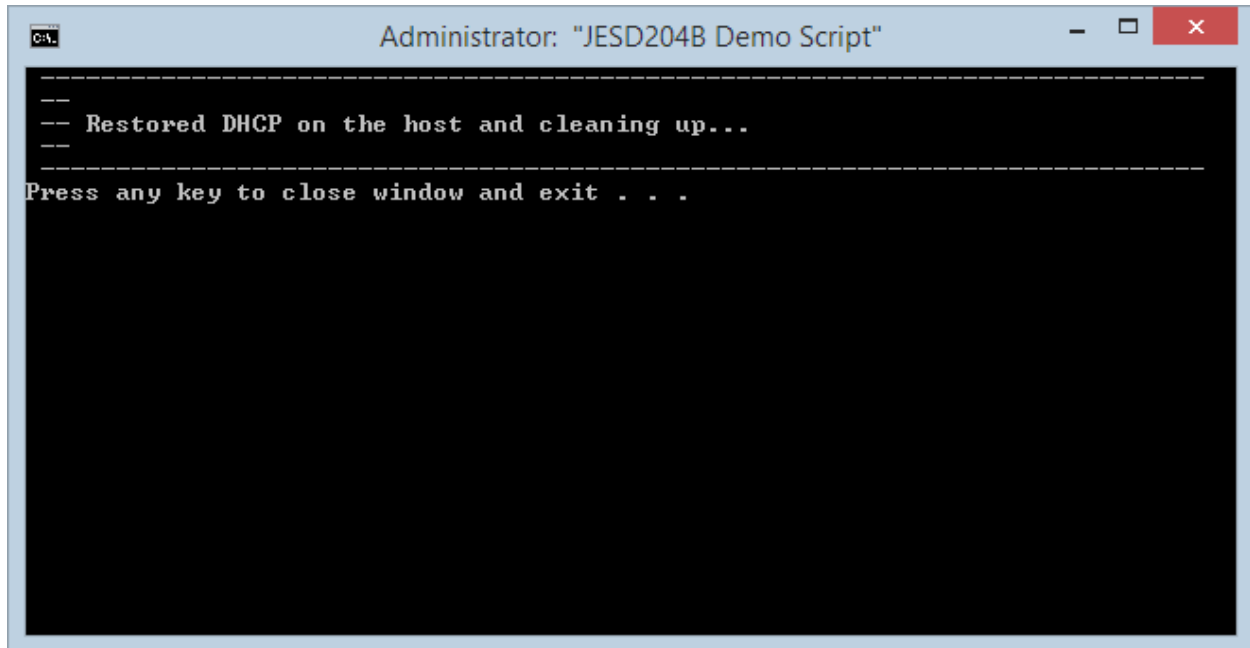 C:\.
Administrator: "JESD204B Demo Script"
-----------------------------------------------------------------------------
--
-- Restored DHCP on the host and cleaning up...
--
-----------------------------------------------------------------------------
Press any key to close window and exit . . .